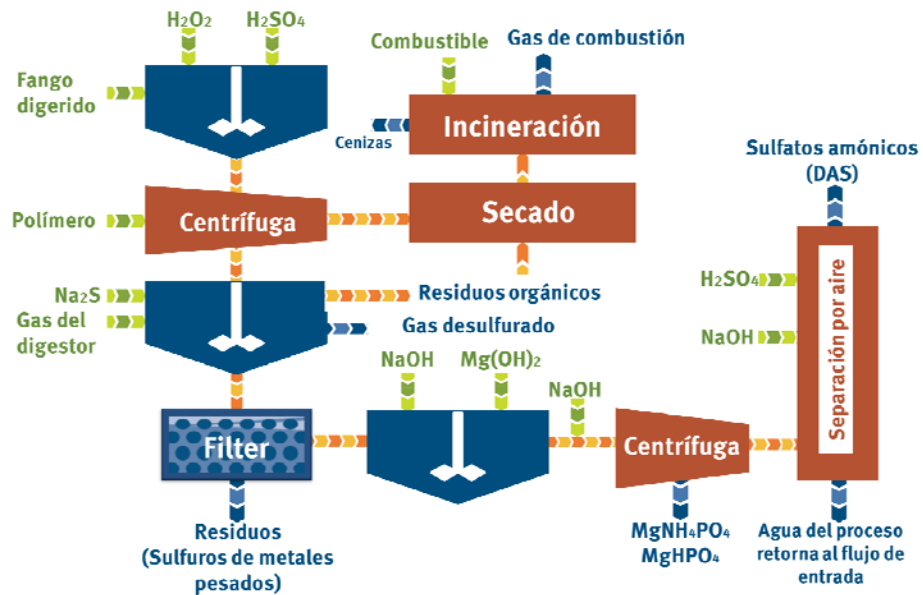 H₂O₂
H₂SO₄
Fango
digerido
Combustible
Gas de combustión
Incineración
Cenizas
Sulfatos amónicos
(DAS)
Polímero
Centrífuga
Secado
Na₂S
Gas del
digestor
Residuos orgánicos
Gas desulfurado
H₂SO₄
NaOH
Separación por aire
NaOH
Mg(OH)₂
NaOH
Filter
Centrífuga
Residuos
(Sulfuros de metales
pesados)
MgNH₄PO₄
MgHPO₄
Agua del proceso
retorna al flujo de
entrada